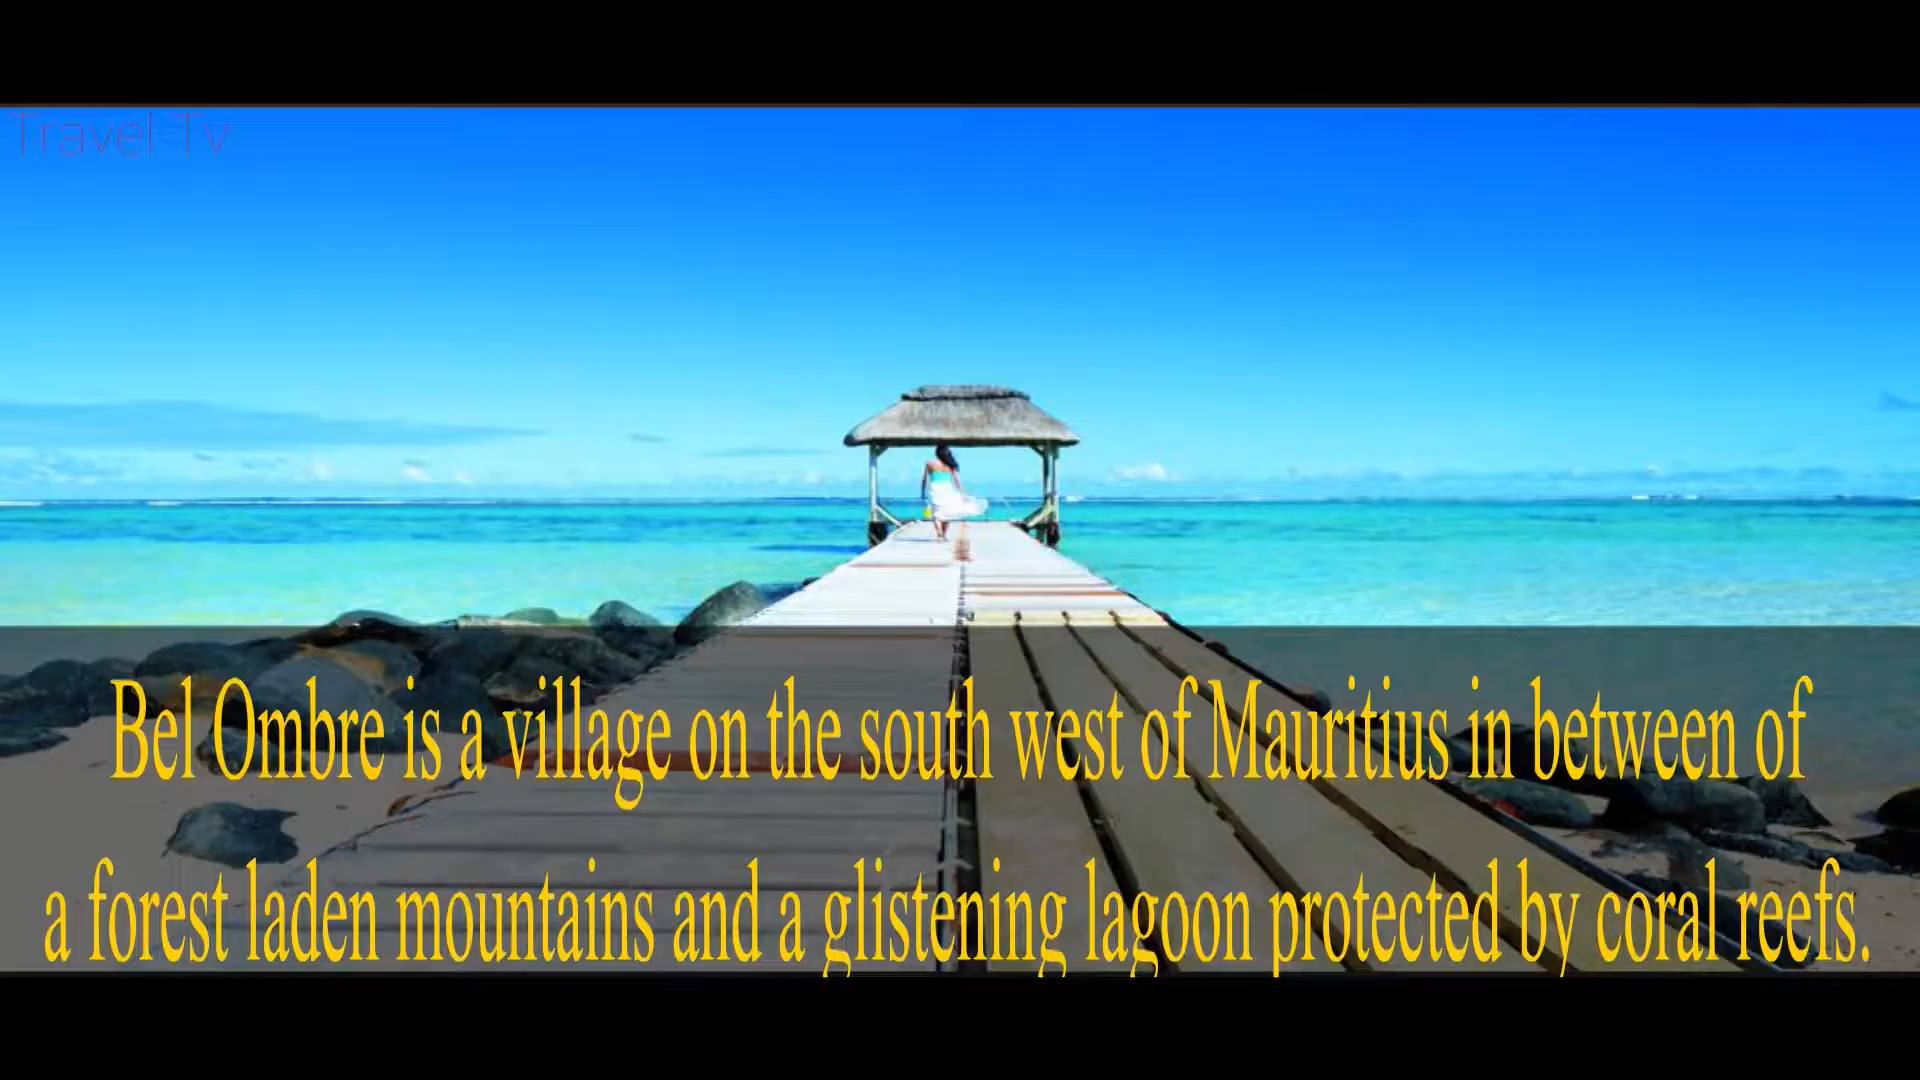 Travel Tv
Bel Ombre is a village on the south west of Mauritius in between of
a forest laden mountains and a glistening lagoon protected by coral reefs.